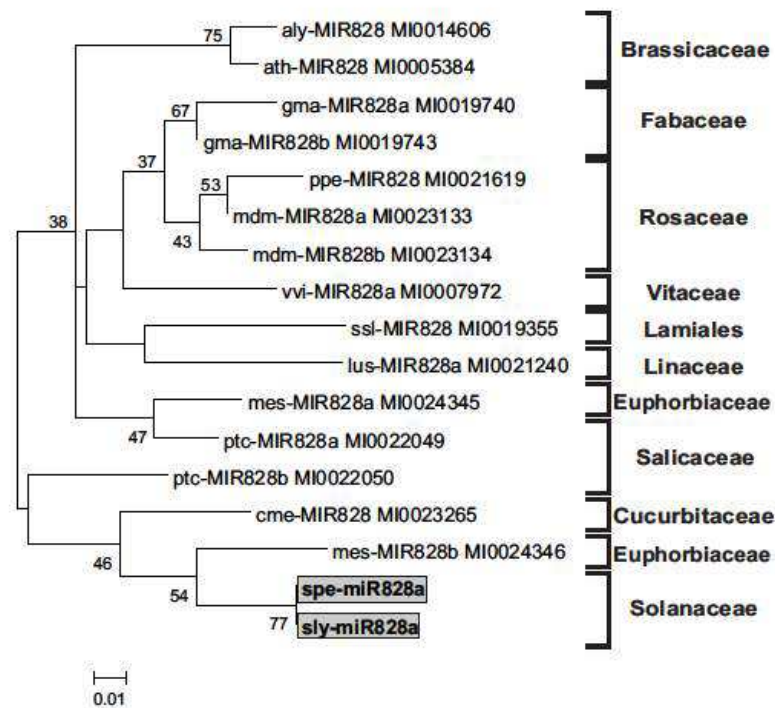 75
aly-MIR828 MI0014606
Brassicaceae
ath-MIR828 MI0005384
67
gma-MIR828a MI0019740
Fabaceae
gma-MIR828b MI0019743
37
53
ppe-MIR828 MI0021619
mdm-MIR828a MI0023133
Rosaceae
38
43
mdm-MIR828b MI0023134
vvi-MIR828a MI0007972
Vitaceae
ssl-MIR828 MI0019355
Lamiales
lus-MIR828a MI0021240
Linaceae
mes-MIR828a MI0024345
Euphorbiaceae
47
ptc-MIR828a MI0022049
Salicaceae
ptc-MIR828b MI0022050
cme-MIR828 MI0023265
Cucurbitaceae
46
mes-MIR828b MI0024346
Euphorbiaceae
54
spe-miR828a
Solanaceae
77
sly-miR828a
0.01